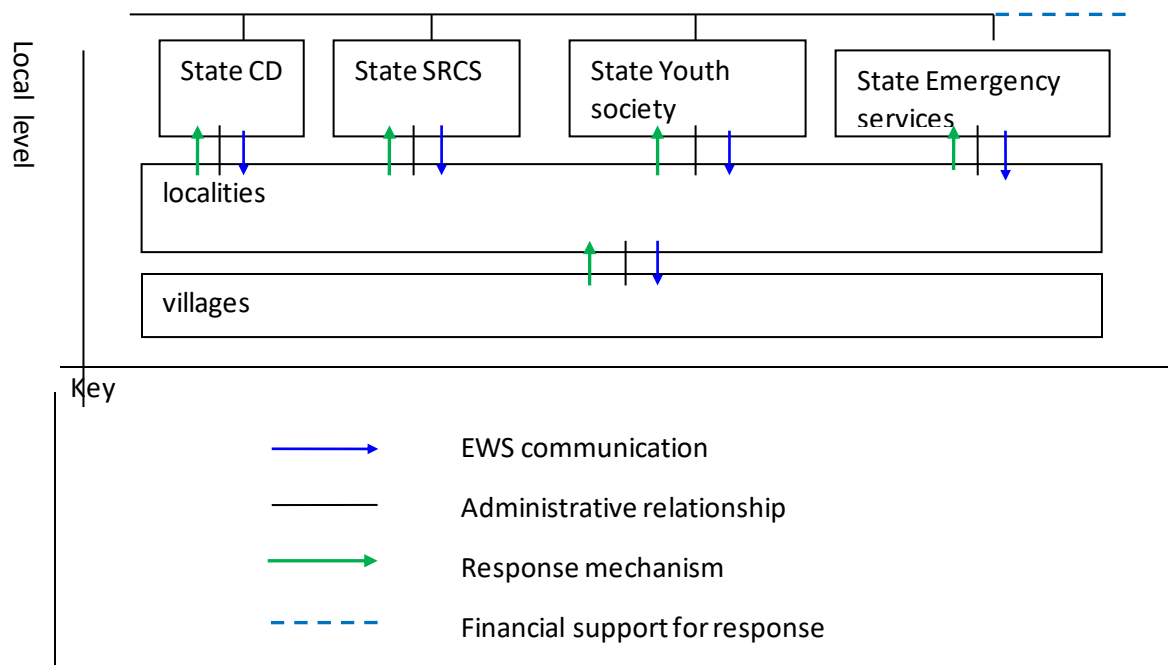 Local level
State CD
State SRCS
State Youth
society
State Emergency
services
localities
villages
Key
EWS communication
Administrative relationship
Response mechanism
Financial support for response